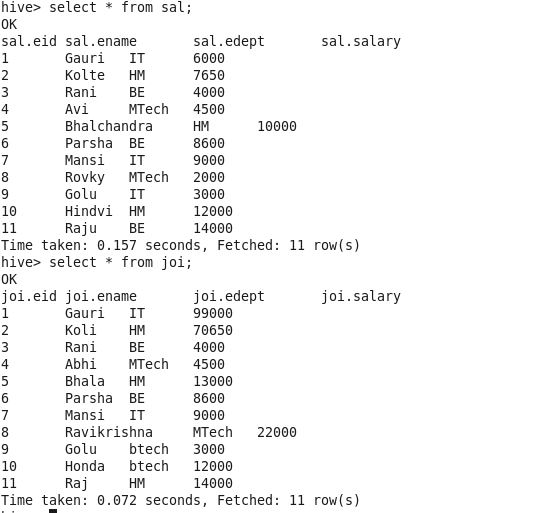 hive> select * from sal;
OK
sal.eid sal.ename       sal.edept       sal.salary
1       Gauri   IT      6000
2       Kolte   HM      7650
3       Rani    BE      4000
4       Avi     MTech   4500
5       Bhalchandra     HM      10000
6       Parsha  BE      8600
7       Mansi   IT      9000
8       Rovky   MTech   2000
9       Golu    IT      3000
10      Hindvi  HM      12000
11      Raju    BE      14000
Time taken: 0.157 seconds, Fetched: 11 row(s)
hive> select * from joi;
OK
joi.eid joi.ename       joi.edept       joi.salary
1       Gauri   IT      99000
2       Koli    HM      70650
3       Rani    BE      4000
4       Abhi    MTech   4500
5       Bhala   HM      13000
6       Parsha  BE      8600
7       Mansi   IT      9000
8       Ravikrishna     MTech   22000
9       Golu    btech   3000
10      Honda   btech   12000
11      Raj     HM      14000
Time taken: 0.072 seconds, Fetched: 11 row(s)